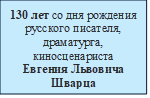 130 лет со дня рождения
русского писателя,
драматурга,
киносценариста
Евгения Львовича
Шварца